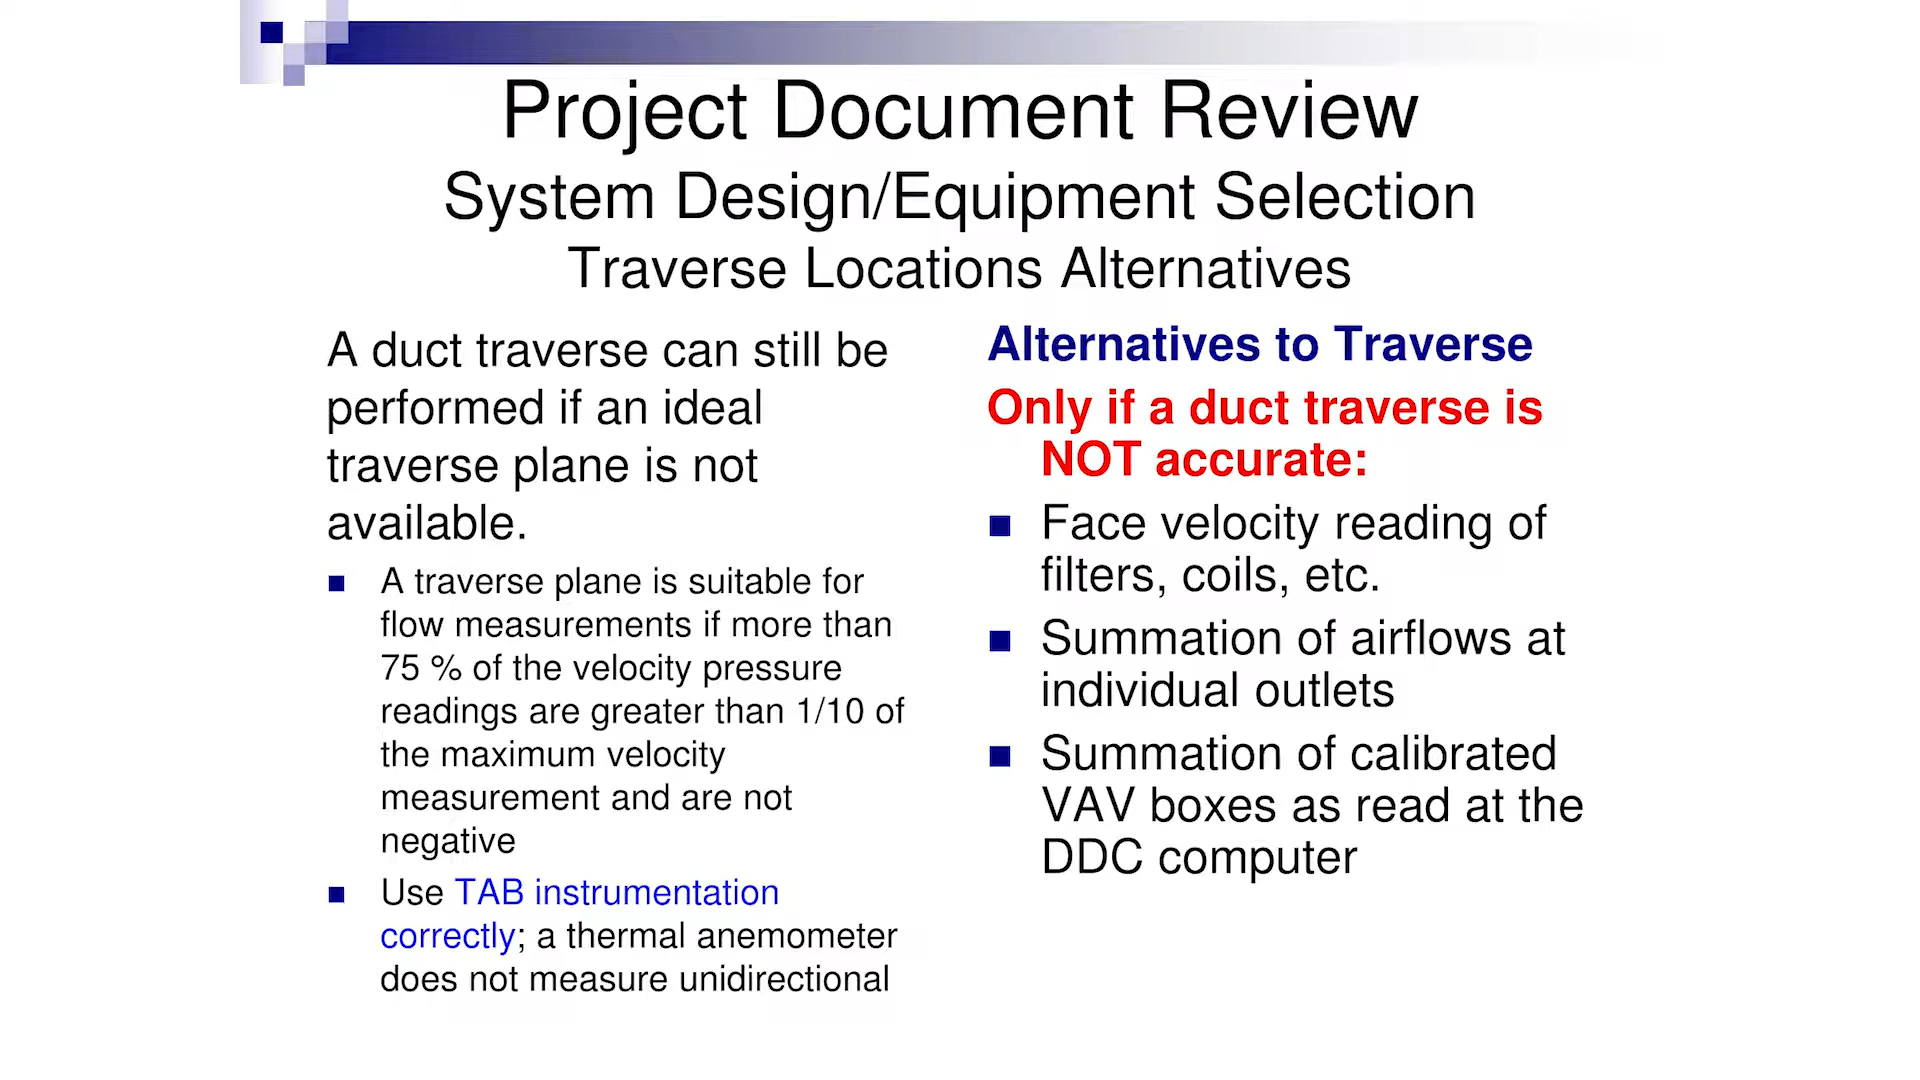 Project Document Review
System Design/Equipment Selection
Traverse Locations Alternatives
A duct traverse can still be
performed if an ideal
traverse plane is not
available.
A traverse plane is suitable for
flow measurements if more than
75 % of the velocity pressure
readings are greater than 1/10 of
the maximum velocity
measurement and are not
negative
Use TAB instrumentation
correctly; a thermal anemometer
does not measure unidirectional
Alternatives to Traverse
Only if a duct traverse is
NOT accurate:
Face velocity reading of
filters, coils, etc.
Summation of airflows at
individual outlets
Summation of calibrated
VAV boxes as read at the
DDC computer